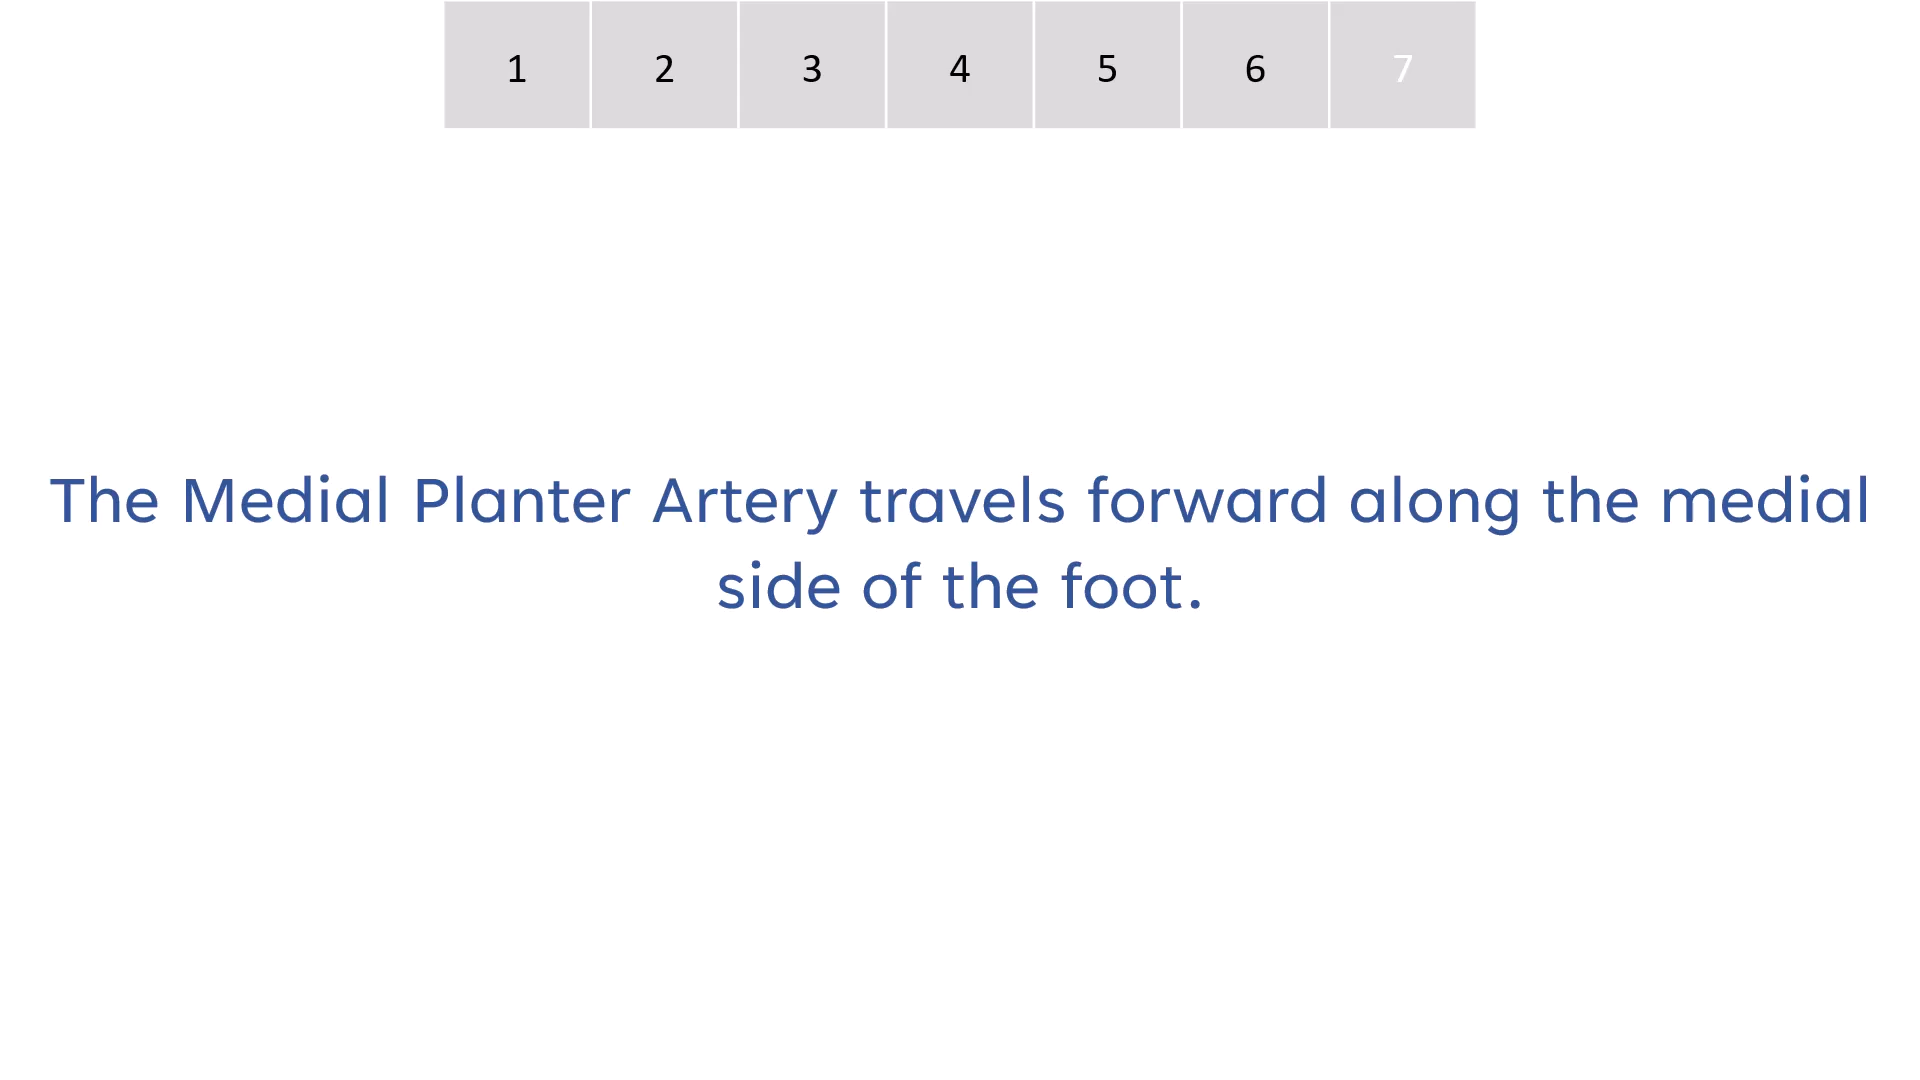 1 2 3 4 5 6 7
The Medial Planter Artery travels forward along the medial
side of the foot.